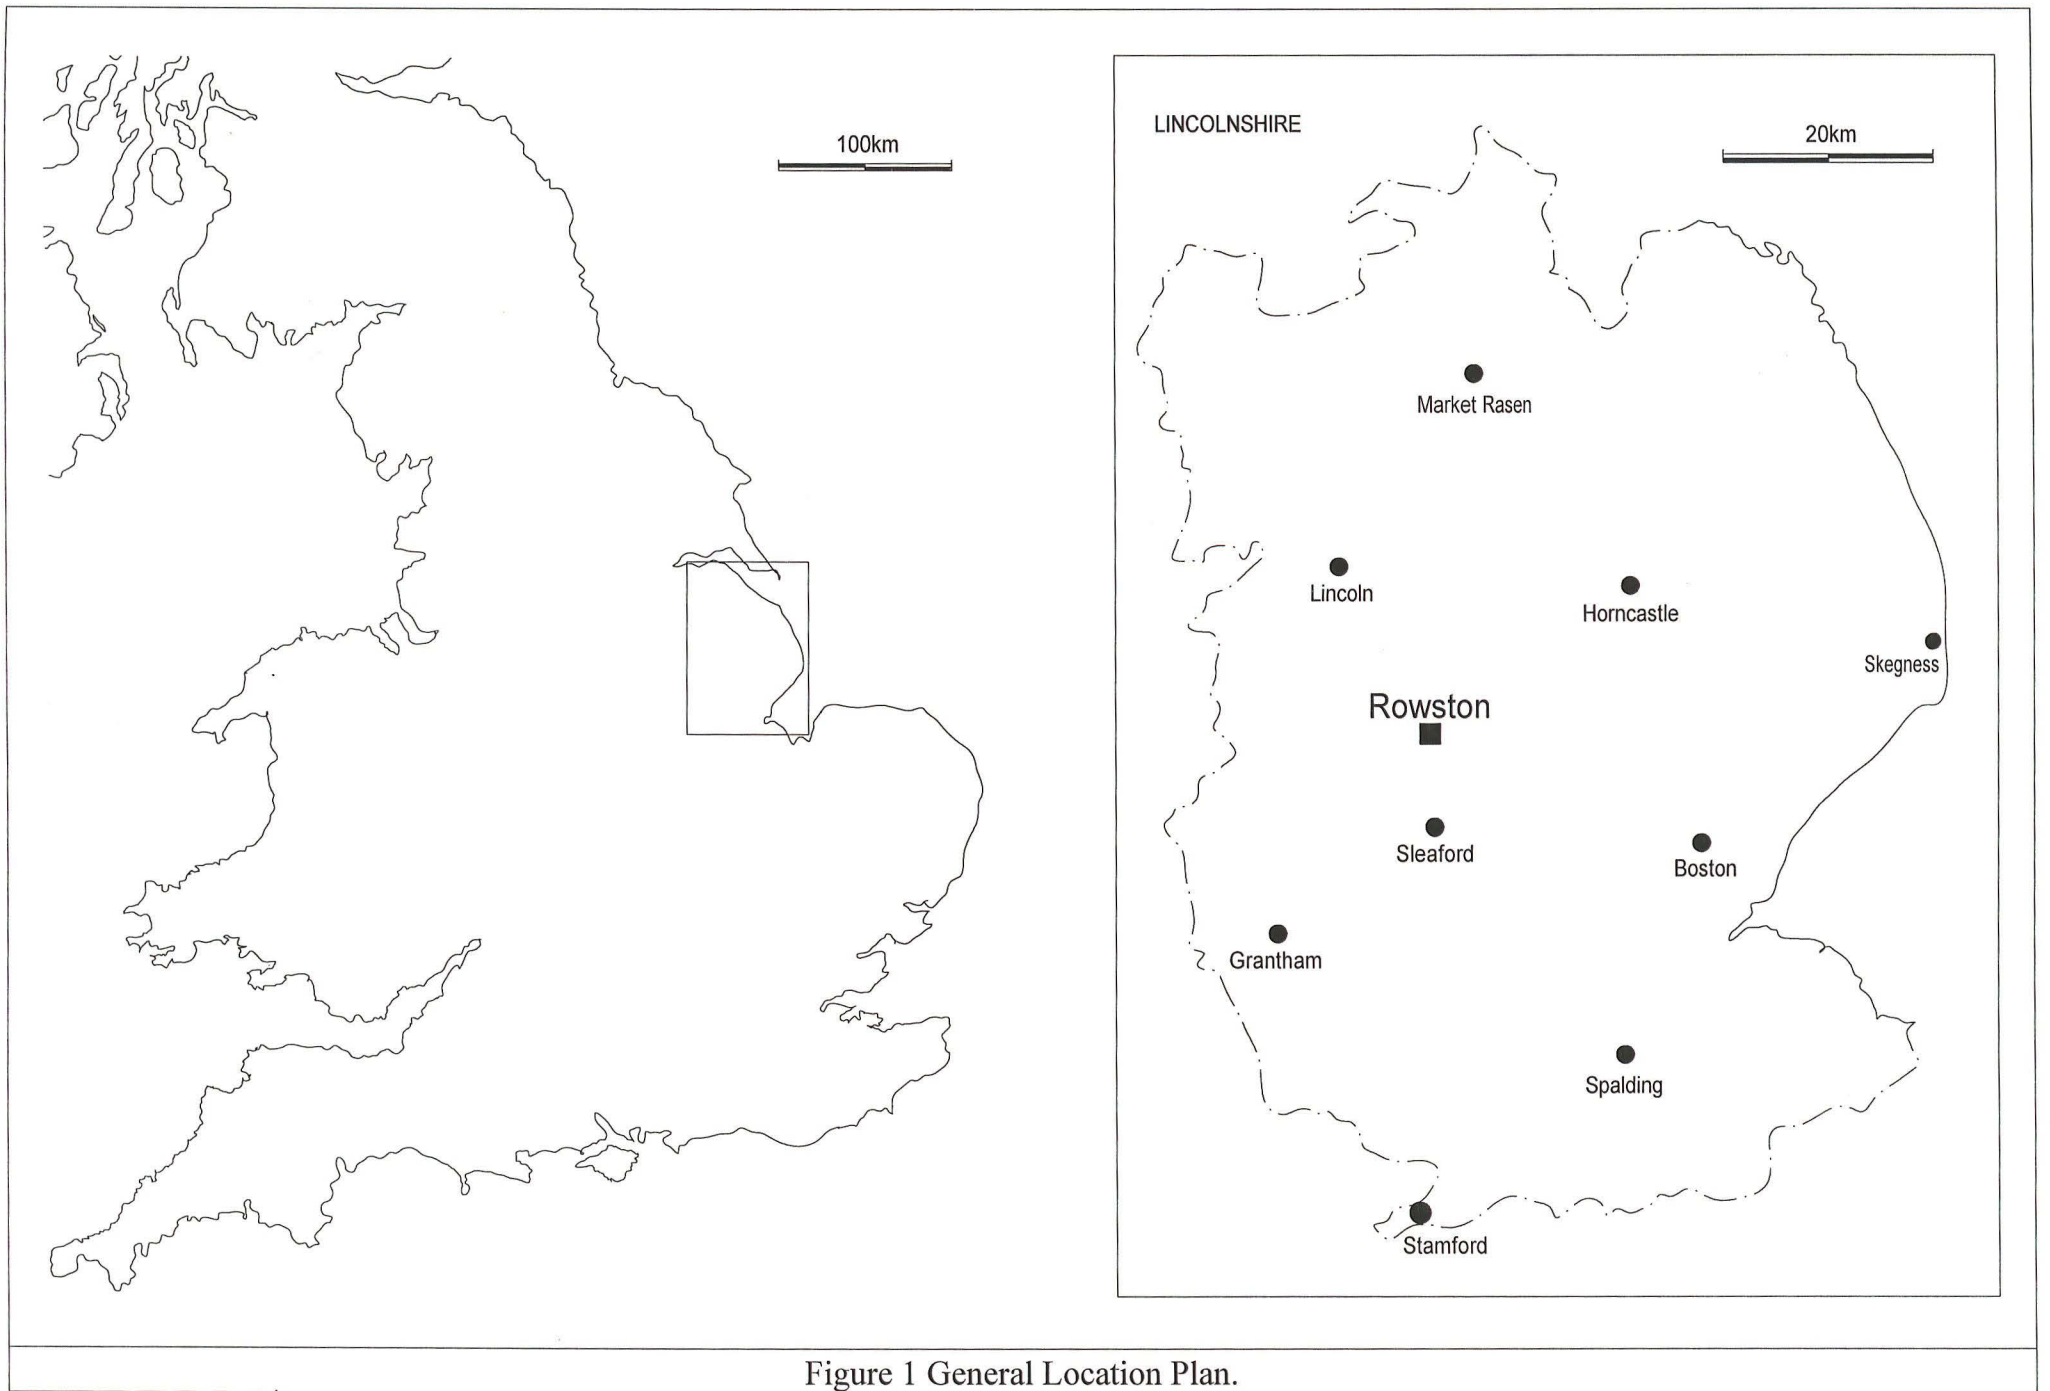 100km
LINCOLNSHIRE
20km
Market Rasen
Lincoln
Horncastle
Skegness
Rowston
Sleaford
Boston
Grantham
Spalding
Stamford
Figure 1 General Location Plan.